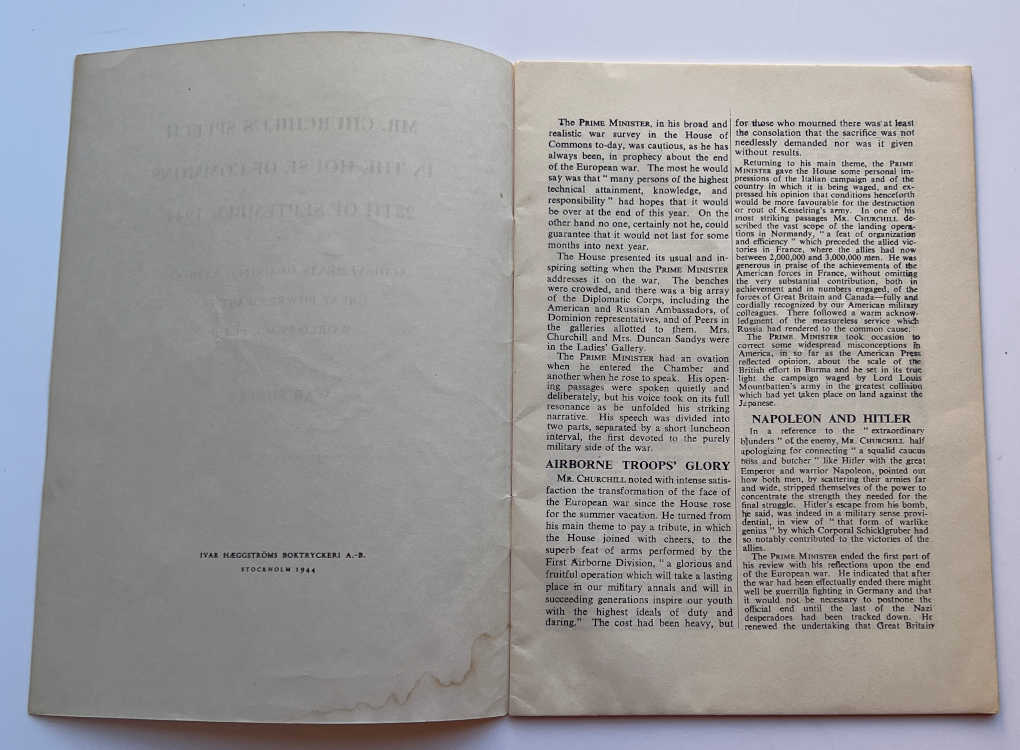 IVAR HÆGGSTRÖMS BOKTRYCKERI A.-B.
STOCKHOLM 1944
The PRIME MINISTER, in his broad and
realistic war survey in the House of
Commons to-day, was cautious, as he has
always been, in prophecy about the end
of the European war. The most he would
say was that " many persons of the highest
technical attainment, knowledge, and
responsibility " had hopes that it would
be over at the end of this year. On the
other hand no one, certainly not he, could
guarantee that it would not last for some
months into next year.
The House presented its usual and in-
spiring setting when the PRIME MINISTER
addresses it on the war. The benches
were crowded, and there was a big array
of the Diplomatic Corps, including the
American and Russian Ambassadors, of
Dominion representatives, and of Peers in
the galleries allotted to them. Mrs.
Churchill and Mrs. Duncan Sandys were
in the Ladies' Gallery.
The PRIME MINISTER had an ovation
when he entered the Chamber and
another when he rose to speak. His open-
ing passages were spoken quietly and
deliberately, but his voice took on its full
resonance as he unfolded his striking
narrative. His speech was divided into
two parts, separated by a short luncheon
interval, the first devoted to the purely
military side of the war.
AIRBORNE TROOPS' GLORY
MR. CHURCHILL noted with intense satis-
faction the transformation of the face of
the European war since the House rose
for the summer vacation. He turned from
his main theme to pay a tribute, in which
the House joined with cheers, to the
superb feat of arms performed by the
First Airborne Division, " a glorious and
fruitful operation which will take a lasting
place in our military annals and will in
succeeding generations inspire our youth
with the highest ideals of duty and
daring." The cost had been heavy, but
for those who mourned there was at least
the consolation that the sacrifice was not
needlessly demanded nor was it given
without results.
Returning to his main theme, the PRIME
MINISTER gave the House some personal im-
pressions of the Italian campaign and of the
country in which it is being waged, and ex-
pressed his opinion that conditions henceforth
would be more favourable for the destruction
or rout of Kesselring's army. In one of his
most striking passages MR. CHURCHILL de-
scribed the vast scope of the landing opera-
tions in Normandy, " a feat of organization
and efficiency " which preceded the allied vic-
tories in France, where the allies had now
between 2,000,000 and 3,000,000 men. He was
generous in praise of the achievements of the
American forces in France, without omitting
the very substantial contribution, both in
achievement and in numbers engaged, of the
forces of Great Britain and Canada—fully and
cordially recognized by our American military
colleagues. There followed a warm acknow-
ledgment of the measureless service which
Russia had rendered to the common cause.
The PRIME MINISTER took occasion to
correct some widespread misconceptions in
America, in so far as the American Press
reflected opinion, about the scale of the
British effort in Burma and he set in its true
light the campaign waged by Lord Louis
Mountbatten's army in the greatest collision
which had yet taken place on land against the
Japanese.
NAPOLEON AND HITLER
In a reference to the " extraordinary
blunders " of the enemy, MR. CHURCHILL half
apologizing for connecting " a squalid caucus
boss and butcher " like Hitler with the great
Emperor and warrior Napoleon, pointed out
how both men, by scattering their armies far
and wide, stripped themselves of the power to
concentrate the strength they needed for the
final struggle. Hitler's escape from his bomb,
he said, was indeed in a military sense provi-
dential, in view of " that form of warlike
genius " by which Corporal Schicklgruber had
so notably contributed to the victories of the
allies.
The PRIME MINISTER ended the first part of
his review with his reflections upon the end
of the European war. He indicated that after
the war had been effectually ended there might
well be guerrilla fighting in Germany and that
it would not be necessary to postpone the
official end until the last of the Nazi
desperadoes had been tracked down. He
renewed the undertaking that Great Britain